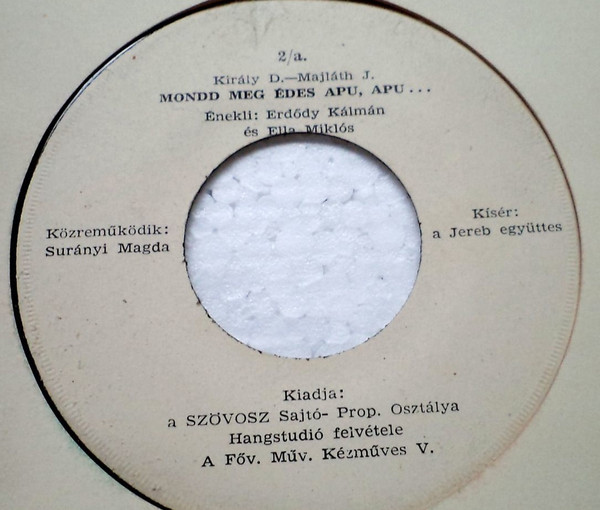 2/a.
Király D.—Majláth J.
MONDD MEG ÉDES APU, APU...
Énekli: Erdődy Kálmán
és Ella Miklós
Közreműködik:
Surányi Magda
Kísér:
a Jereb együttes
Kiadja:
a SZÖVOSZ Sajtó- Prop. Osztálya
Hangstudió felvétele
A Főv. Műv. Kézműves V.